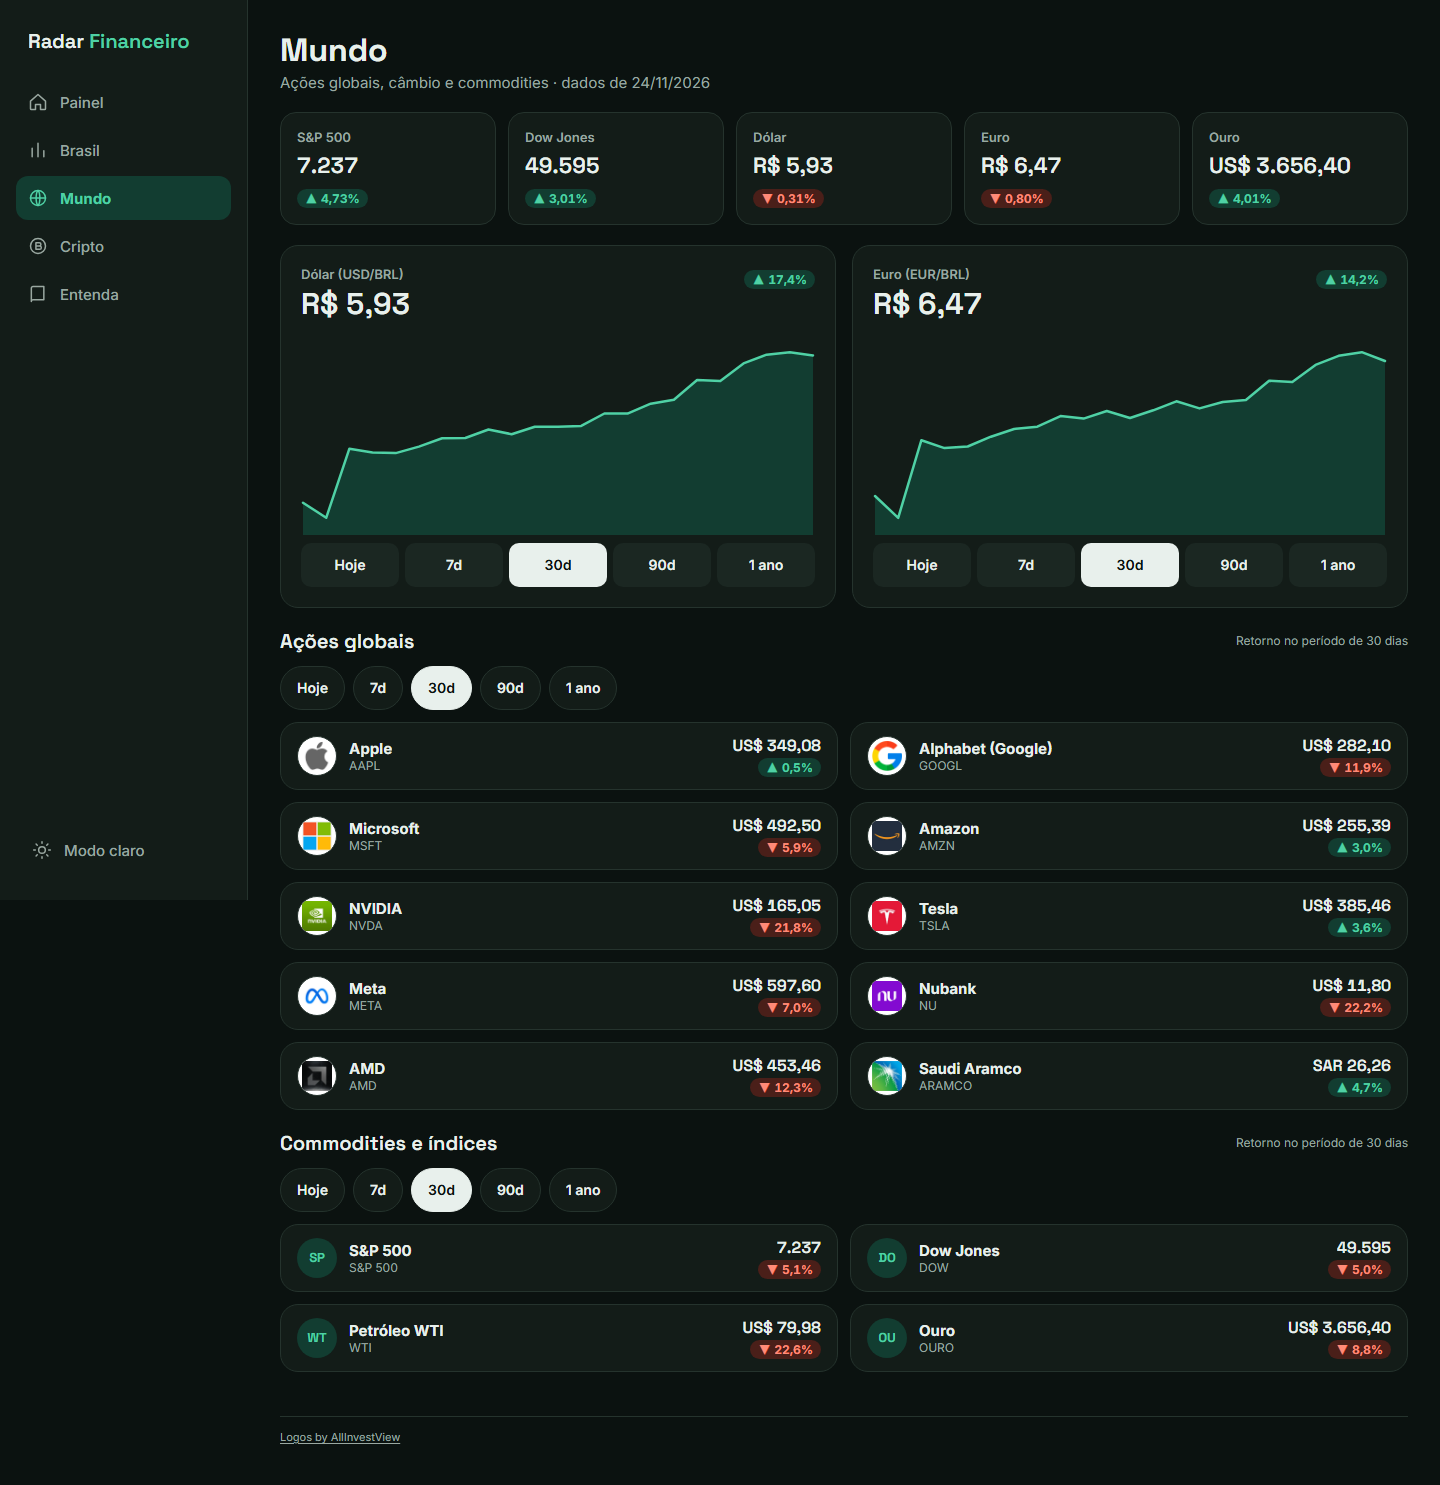 Radar Financeiro
Painel
Brasil
Mundo
Cripto
Entenda
Modo claro
Mundo
Ações globais, câmbio e commodities · dados de 24/11/2026
S&P 500
7.237
▲ 4,73%
Dow Jones
49.595
▲ 3,01%
Dólar
R$ 5,93
▼ 0,31%
Euro
R$ 6,47
▼ 0,80%
Ouro
US$ 3.656,40
▲ 4,01%
Dólar (USD/BRL)
R$ 5,93
▲ 17,4%
Hoje
7d
30d
90d
1 ano
Euro (EUR/BRL)
R$ 6,47
▲ 14,2%
Hoje
7d
30d
90d
1 ano
Ações globais
Retorno no período de 30 dias
Hoje
7d
30d
90d
1 ano
Apple
AAPL
US$ 349,08
▲ 0,5%
Alphabet (Google)
GOOGL
US$ 282,10
▼ 11,9%
Microsoft
MSFT
US$ 492,50
▼ 5,9%
Amazon
AMZN
US$ 255,39
▲ 3,0%
NVIDIA
NVDA
US$ 165,05
▼ 21,8%
Tesla
TSLA
US$ 385,46
▲ 3,6%
Meta
META
US$ 597,60
▼ 7,0%
nu
Nubank
NU
US$ 11,80
▼ 22,2%
AMD
AMD
US$ 453,46
▼ 12,3%
Saudi Aramco
ARAMCO
SAR 26,26
▲ 4,7%
Commodities e índices
Retorno no período de 30 dias
Hoje
7d
30d
90d
1 ano
SP
S&P 500
S&P 500
7.237
▼ 5,1%
DO
Dow Jones
DOW
49.595
▼ 5,0%
WT
Petróleo WTI
WTI
US$ 79,98
▼ 22,6%
OU
Ouro
OURO
US$ 3.656,40
▼ 8,8%
Logos by AllInvestView